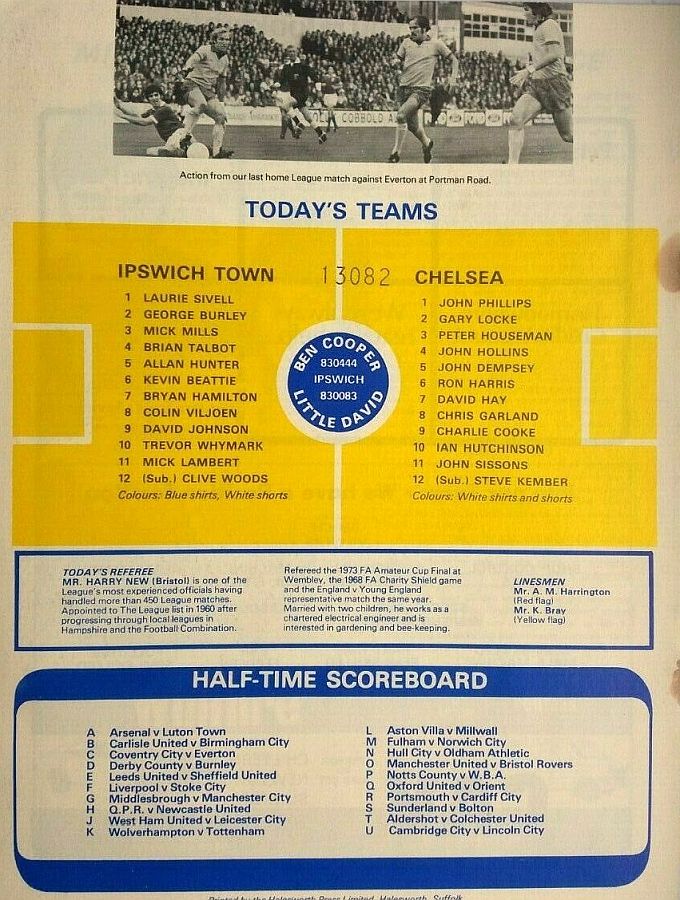 COBBOLD
Action from our last home League match against Everton at Portman Road.
TODAY'S TEAMS
IPSWICH TOWN
1 LAURIE SIVELL
2 GEORGE BURLEY
3 MICK MILLS
4 BRIAN TALBOT
5 ALLAN HUNTER
6 KEVIN BEATTIE
7 BRYAN HAMILTON
8 COLIN VILJOEN
9 DAVID JOHNSON
10 TREVOR WHYMARK
11 MICK LAMBERT
12 (Sub.) CLIVE WOODS
Colours: Blue shirts, White shorts
13082
BEN COOPER
830444
IPSWICH
830083
LITTLE DAVID
CHELSEA
1 JOHN PHILLIPS
2 GARY LOCKE
3 PETER HOUSEMAN
4 JOHN HOLLINS
5 JOHN DEMPSEY
6 RON HARRIS
7 DAVID HAY
8 CHRIS GARLAND
9 CHARLIE COOKE
10 IAN HUTCHINSON
11 JOHN SISSONS
12 (Sub.) STEVE KEMBER
Colours: White shirts and shorts
TODAY'S REFEREE
MR. HARRY NEW (Bristol) is one of the
League's most experienced officials having
handled more than 450 League matches.
Appointed to The League list in 1960 after
progressing through local leagues in
Hampshire and the Football Combination.
Refereed the 1973 FA Amateur Cup Final at
Wembley, the 1968 FA Charity Shield game
and the England v Young England
representative match the same year.
Married with two children, he works as a
chartered electrical engineer and is
interested in gardening and bee-keeping.
LINESMEN
Mr. A. M. Harrington
(Red flag)
Mr. K. Bray
(Yellow flag)
HALF-TIME SCOREBOARD
A Arsenal v Luton Town
B Carlisle United v Birmingham City
C Coventry City v Everton
D Derby County v Burnley
E Leeds United v Sheffield United
F Liverpool v Stoke City
G Middlesbrough v Manchester City
H Q.P.R. v Newcastle United
J West Ham United v Leicester City
K Wolverhampton v Tottenham
L Aston Villa v Millwall
M Fulham v Norwich City
N Hull City v Oldham Athletic
O Manchester United v Bristol Rovers
P Notts County v W.B.A.
Q Oxford United v Orient
R Portsmouth v Cardiff City
S Sunderland v Bolton
T Aldershot v Colchester United
U Cambridge City v Lincoln City
Printed by the Halesworth Press Limited, Halesworth, Suffolk.